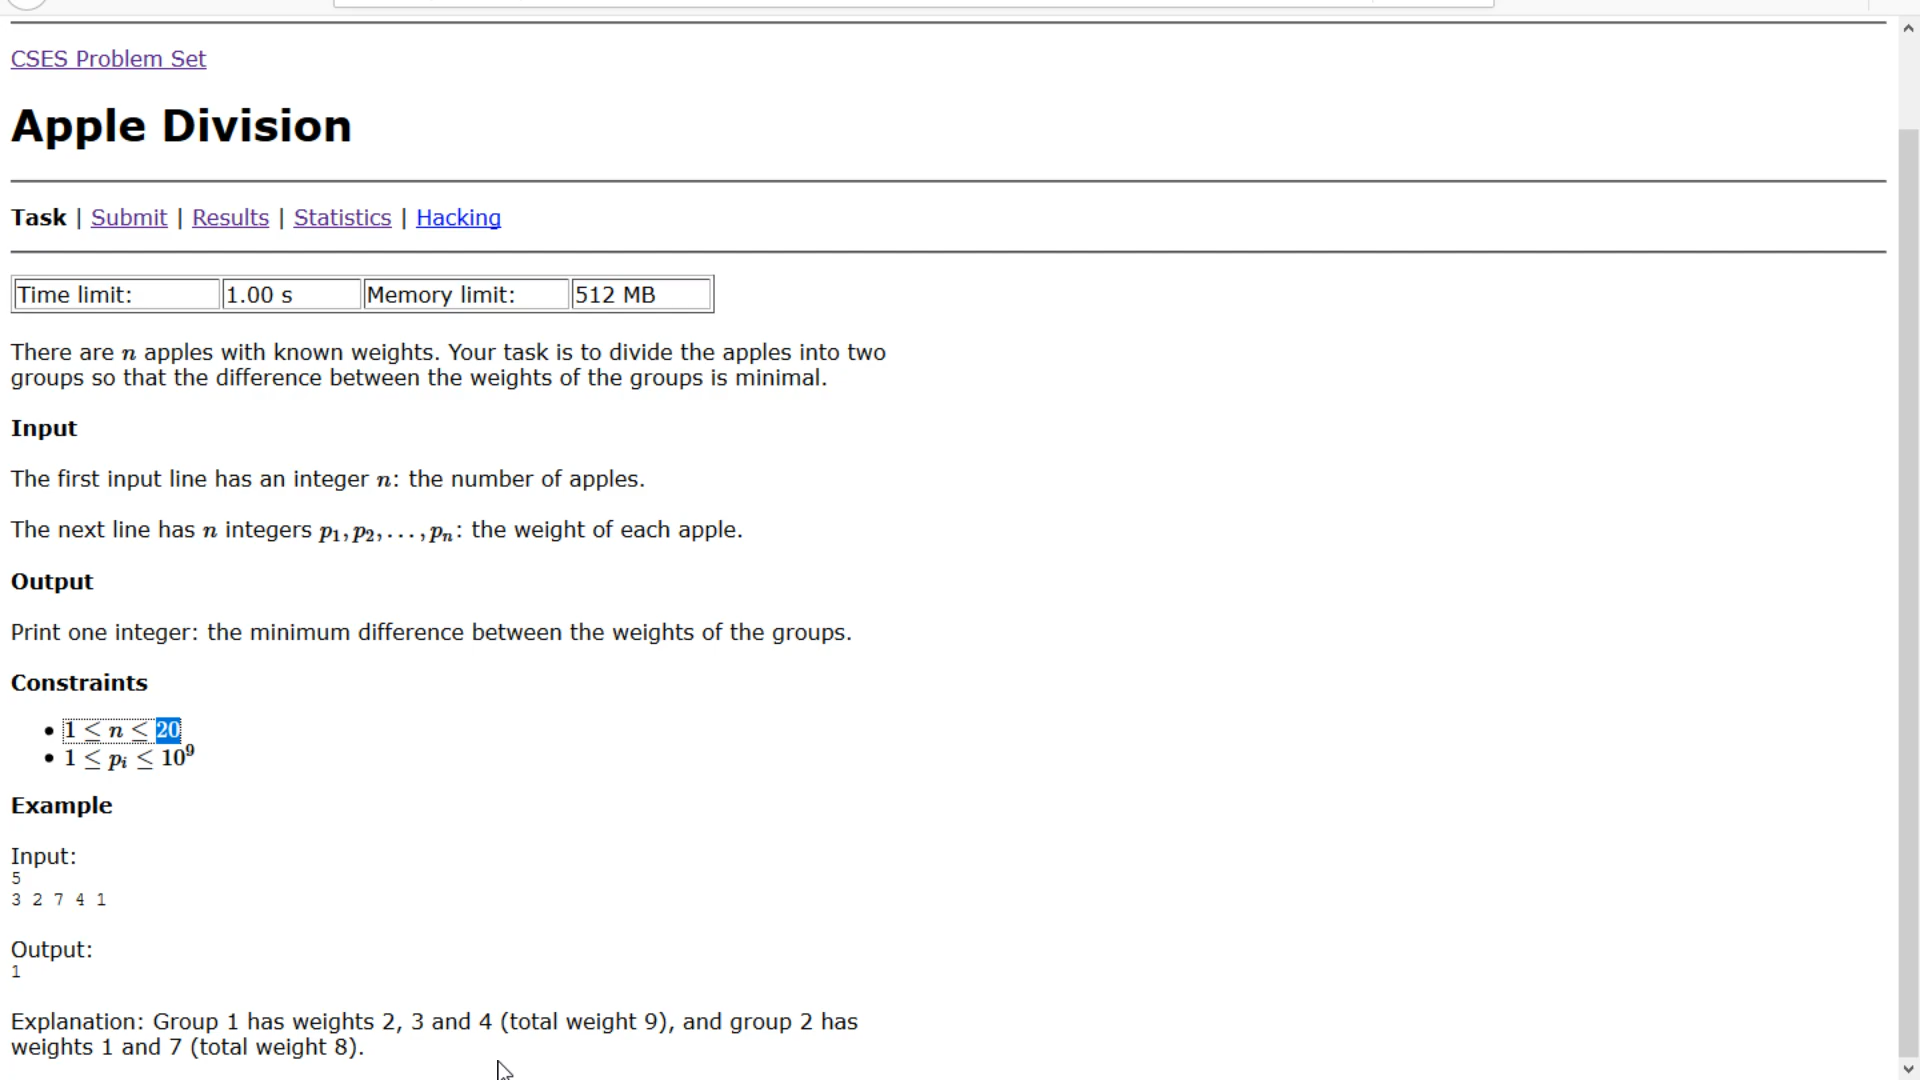 CSES Problem Set
Apple Division
Task | Submit | Results | Statistics | Hacking
Time limit: 1.00 s Memory limit: 512 MB
There are n apples with known weights. Your task is to divide the apples into two
groups so that the difference between the weights of the groups is minimal.
Input
The first input line has an integer n: the number of apples.
The next line has n integers p₁, p₂, . . . , pₙ: the weight of each apple.
Output
Print one integer: the minimum difference between the weights of the groups.
Constraints
• 1 ≤ n ≤ 20
• 1 ≤ pᵢ ≤ 10⁹
Example
Input:
5
3 2 7 4 1
Output:
1
Explanation: Group 1 has weights 2, 3 and 4 (total weight 9), and group 2 has
weights 1 and 7 (total weight 8).